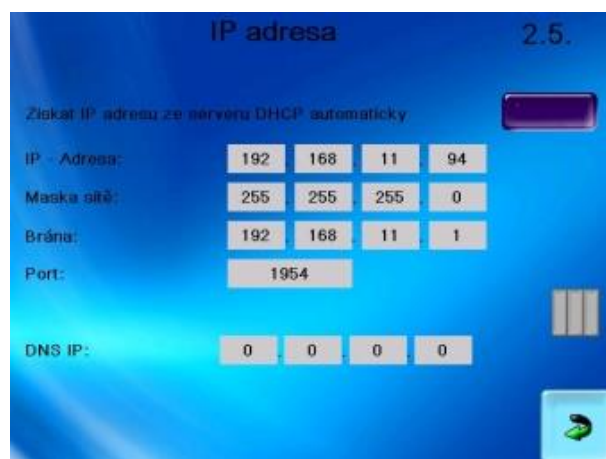 IP adresa 2.5.
Získat IP adresu ze serveru DHCP automaticky
IP - Adresa: 192 . 168 . 11 . 94
Maska sítě: 255 . 255 . 255 . 0
Brána: 192 . 168 . 11 . 1
Port: 1954
DNS IP: 0 . 0 . 0 . 0